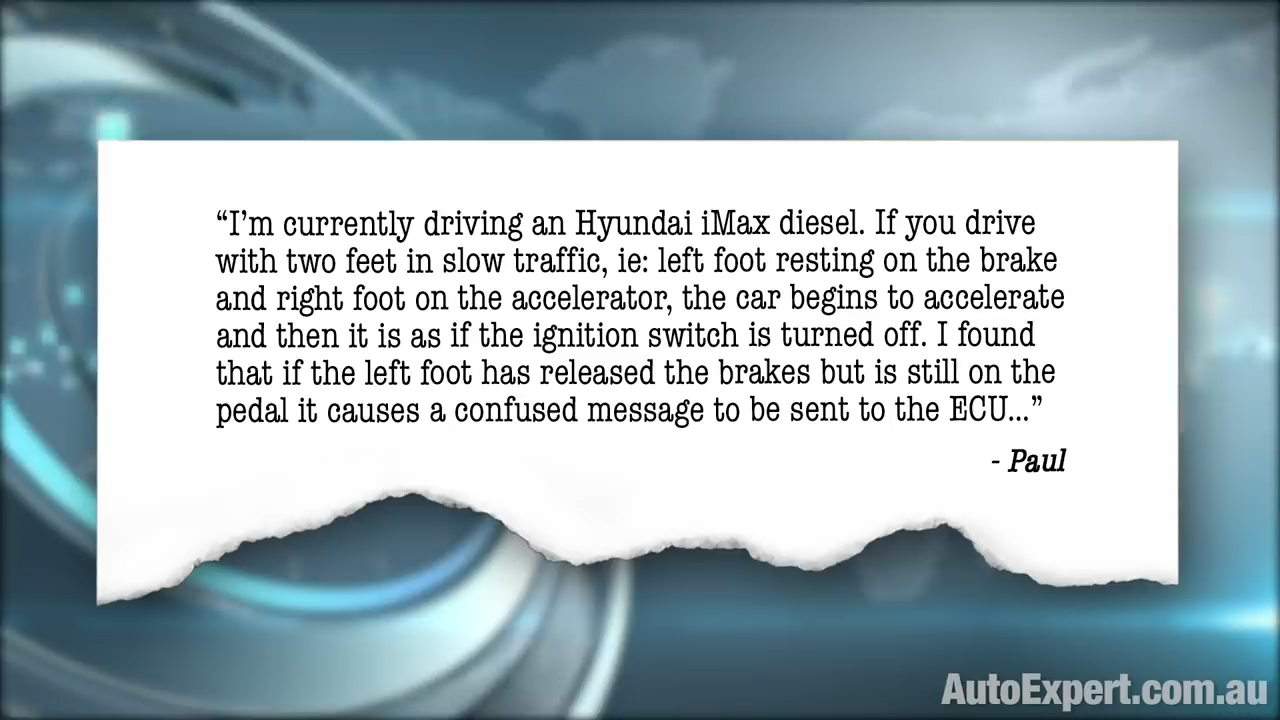 “I’m currently driving an Hyundai iMax diesel. If you drive
with two feet in slow traffic, ie: left foot resting on the brake
and right foot on the accelerator, the car begins to accelerate
and then it is as if the ignition switch is turned off. I found
that if the left foot has released the brakes but is still on the
pedal it causes a confused message to be sent to the ECU...”
- Paul
AutoExpert.com.au